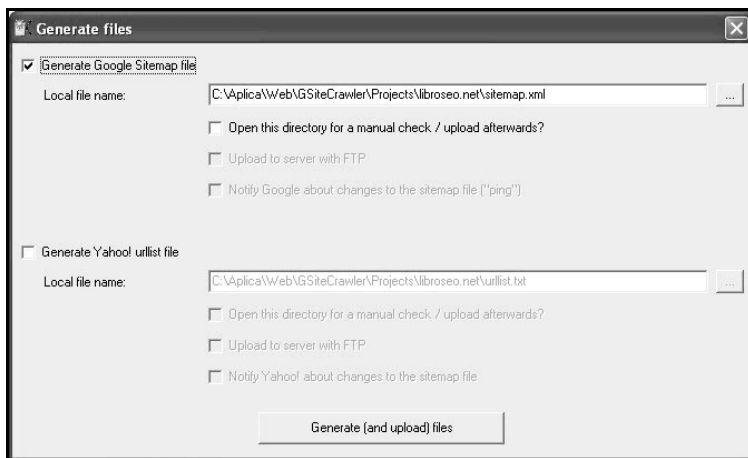 Generate files
Generate Google Sitemap file
Local file name: C:\Aplica\Web\GSiteCrawler\Projects\libroseo.net\sitemap.xml ...
Open this directory for a manual check / upload afterwards?
Upload to server with FTP
Notify Google about changes to the sitemap file ("ping")
Generate Yahoo! urllist file
Local file name: C:\Aplica\Web\GSiteCrawler\Projects\libroseo.net\urllist.txt ...
Open this directory for a manual check / upload afterwards?
Upload to server with FTP
Notify Yahoo! about changes to the sitemap file
Generate (and upload) files